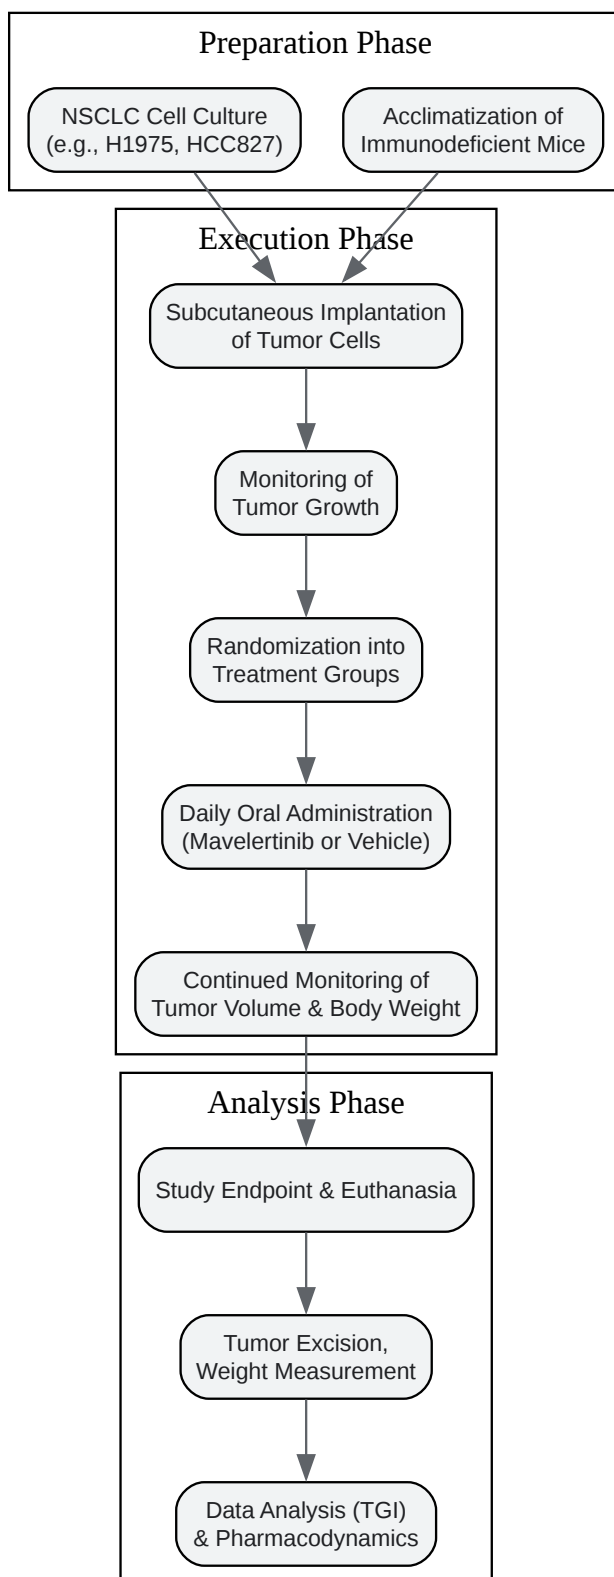 Preparation Phase
NSCLC Cell Culture
(e.g., H1975, HCC827)
Acclimatization of
Immunodeficient Mice
Execution Phase
Subcutaneous Implantation
of Tumor Cells
Monitoring of
Tumor Growth
Randomization into
Treatment Groups
Daily Oral Administration
(Mavelertinib or Vehicle)
Continued Monitoring of
Tumor Volume & Body Weight
Analysis Phase
Study Endpoint & Euthanasia
Tumor Excision,
Weight Measurement
Data Analysis (TGI)
& Pharmacodynamics